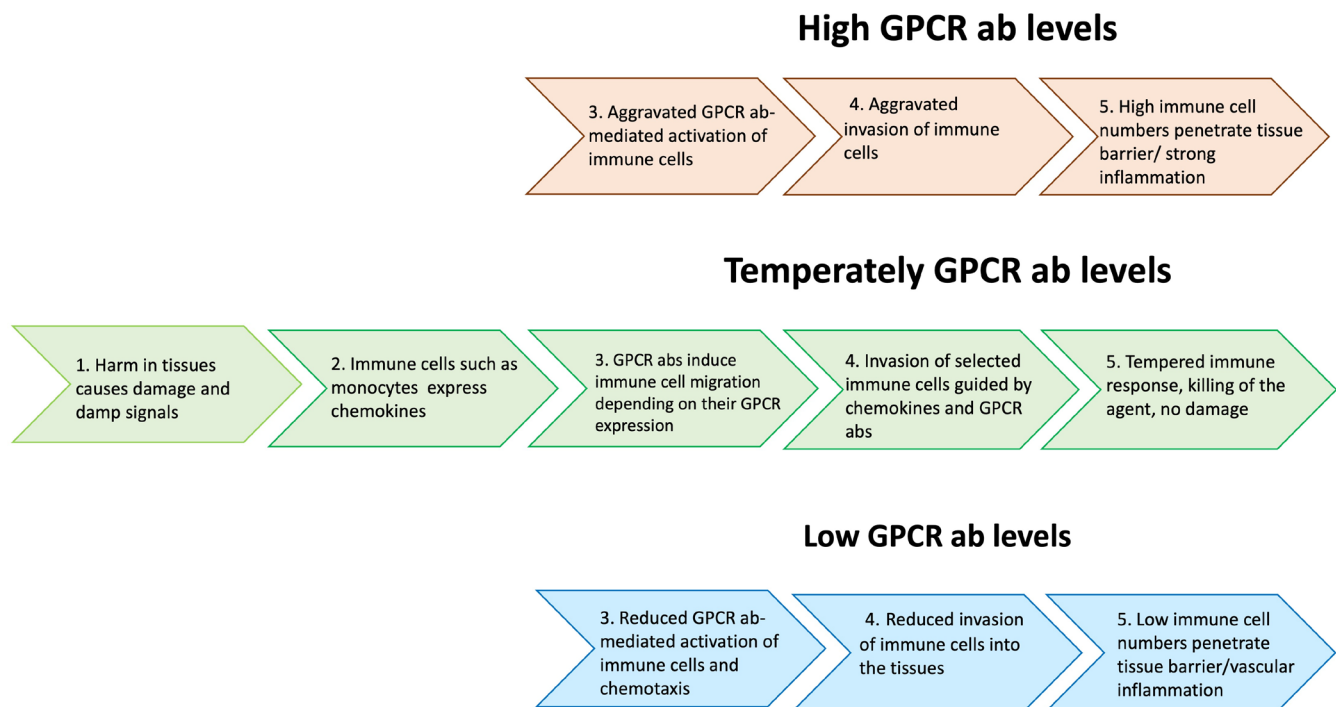 High GPCR ab levels
3. Aggravated GPCR ab-
mediated activation of
immune cells
4. Aggravated
invasion of immune
cells
5. High immune cell
numbers penetrate tissue
barrier/ strong
inflammation
Temperately GPCR ab levels
1. Harm in tissues
causes damage and
damp signals
2. Immune cells such as
monocytes express
chemokines
3. GPCR abs induce
immune cell migration
depending on their GPCR
expression
4. Invasion of selected
immune cells guided by
chemokines and GPCR
abs
5. Tempered immune
response, killing of the
agent, no damage
Low GPCR ab levels
3. Reduced GPCR ab-
mediated activation of
immune cells and
chemotaxis
4. Reduced invasion
of immune cells into
the tissues
5. Low immune cell
numbers penetrate
tissue barrier/vascular
inflammation